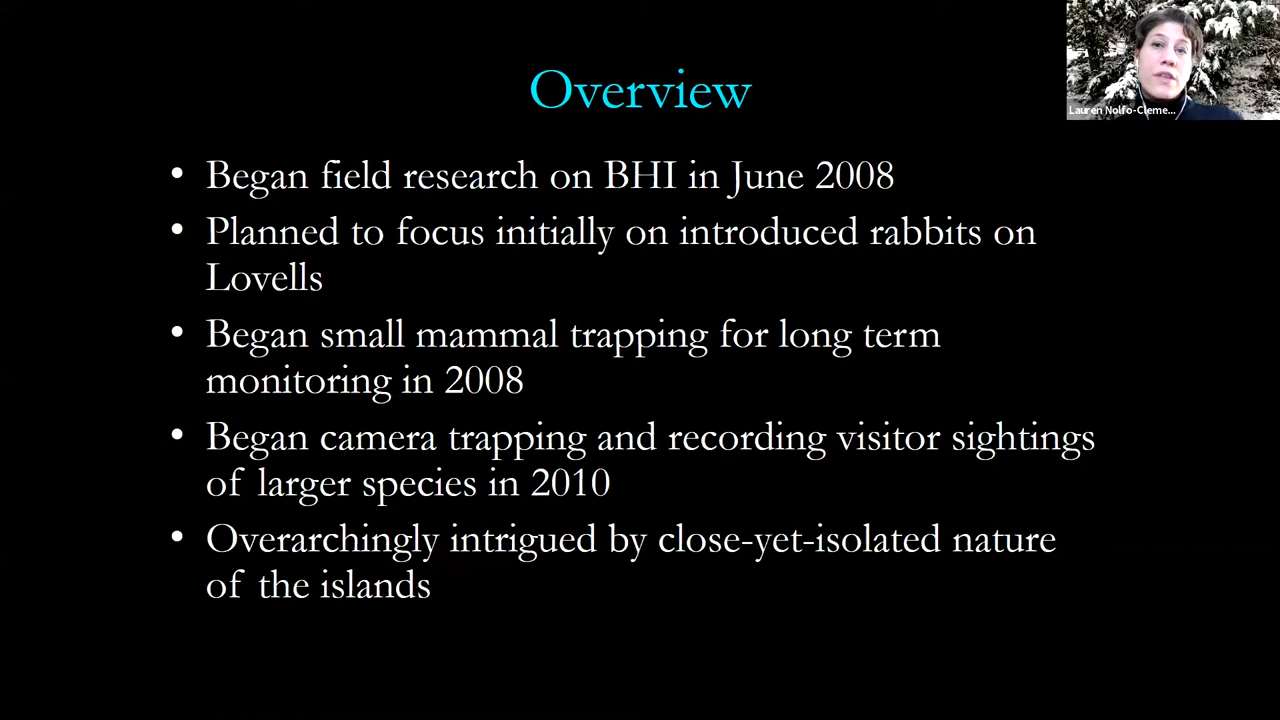 Overview
Lauren Nolfo-Cleme...
• Began field research on BHI in June 2008
• Planned to focus initially on introduced rabbits on
Lovells
• Began small mammal trapping for long term
monitoring in 2008
• Began camera trapping and recording visitor sightings
of larger species in 2010
• Overarchingly intrigued by close-yet-isolated nature
of the islands